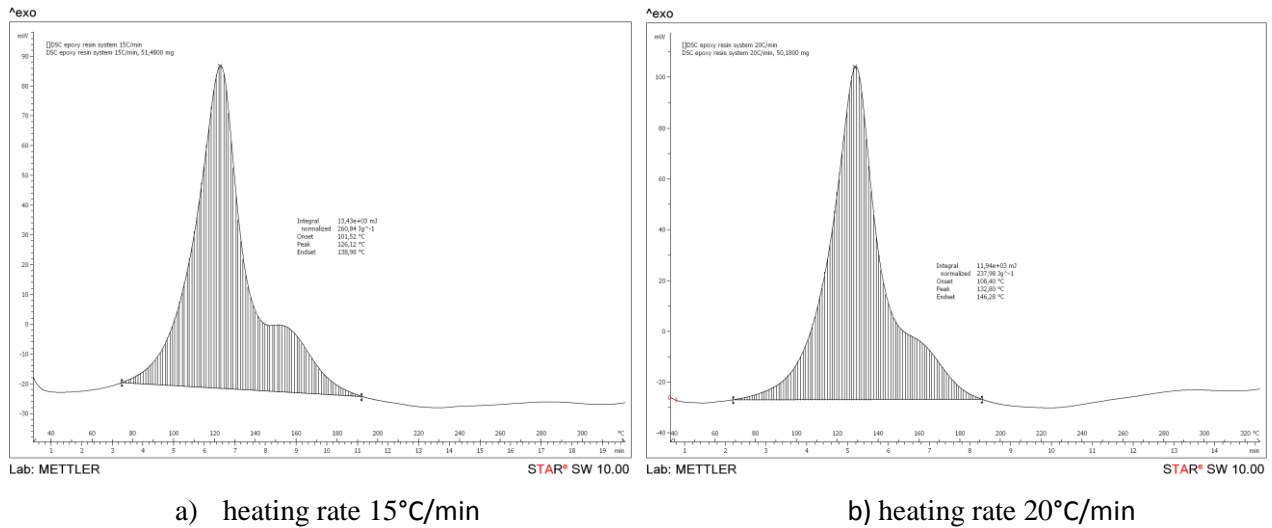 ^exo
mW
[]DSC epoxy resin system 15C/min
DSC epoxy resin system 15C/min, 51,4800 mg
90
80
70
60
50
40
30
20
10
0
-10
-20
-30
Integral 13,43e+03 mJ
normalized 260,84 Jg^-1
Onset 101,52 °C
Peak 126,12 °C
Endset 138,98 °C
40 60 80 100 120 140 160 180 200 220 240 260 280 300 °C
1 2 3 4 5 6 7 8 9 10 11 12 13 14 15 16 17 18 19 min
Lab: METTLER
STARe SW 10.00
a) heating rate 15°C/min
^exo
mW
[]DSC epoxy resin system 20C/min
DSC epoxy resin system 20C/min, 50,1800 mg
100
80
60
40
20
0
-20
-40
Integral 11,94e+03 mJ
normalized 237,98 Jg^-1
Onset 108,40 °C
Peak 132,80 °C
Endset 146,28 °C
40 60 80 100 120 140 160 180 200 220 240 260 280 300 320 °C
1 2 3 4 5 6 7 8 9 10 11 12 13 14 min
Lab: METTLER
STARe SW 10.00
b) heating rate 20°C/min